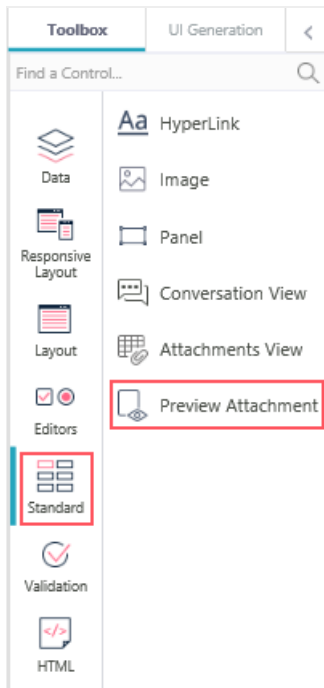 Toolbox
UI Generation
Find a Control...
Data
Responsive
Layout
Layout
Editors
Standard
Validation
HTML
Aa HyperLink
Image
Panel
Conversation View
Attachments View
Preview Attachment